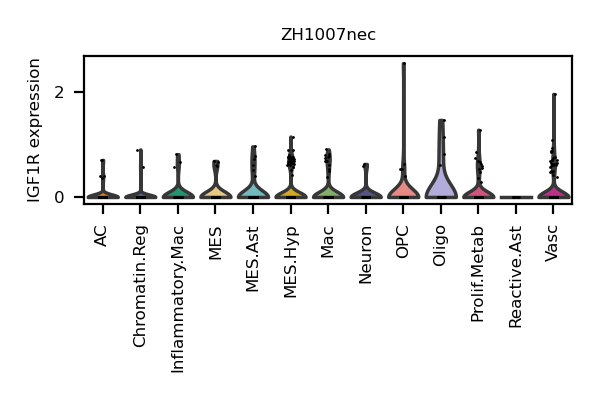 ZH1007nec
IGF1R expression
2
0
AC
Chromatin.Reg
Inflammatory.Mac
MES
MES.Ast
MES.Hyp
Mac
Neuron
OPC
Oligo
Prolif.Metab
Reactive.Ast
Vasc